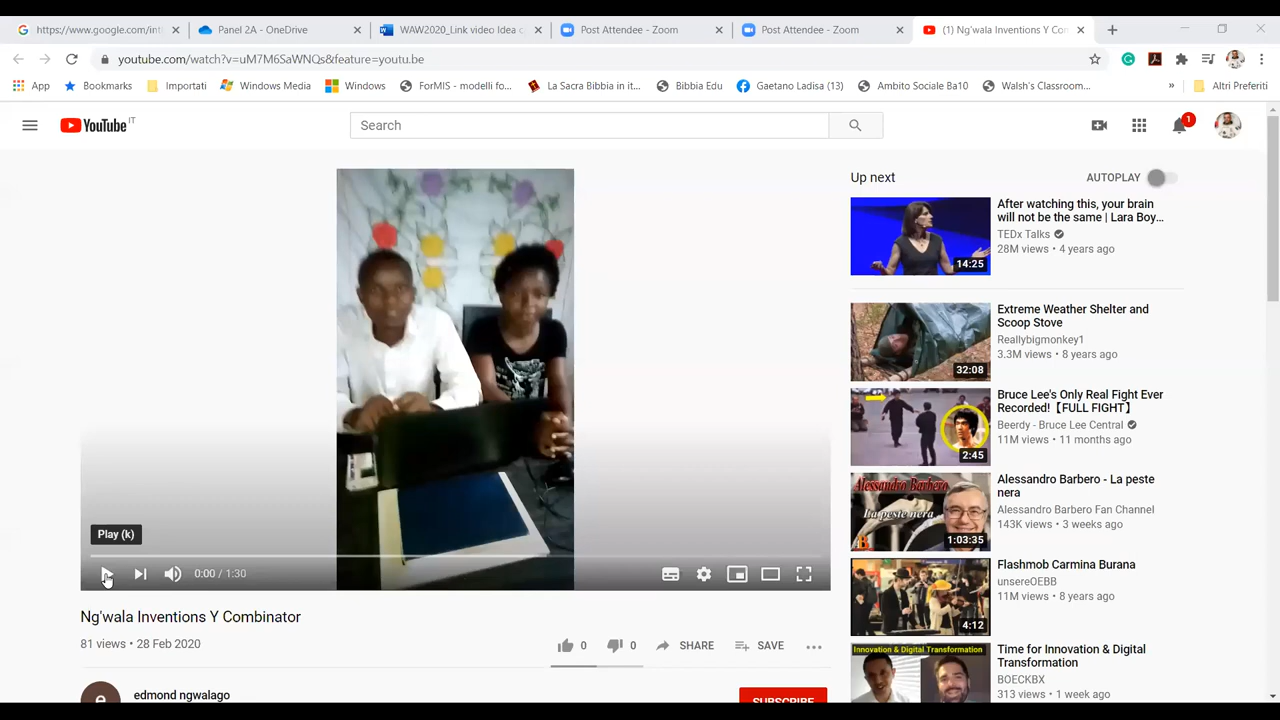 https://www.google.com/int
Panel 2A - OneDrive
WAW2020_Link video Idea c
Post Attendee - Zoom
Post Attendee - Zoom
(1) Ng'wala Inventions Y Com
youtube.com/watch?v=uM7M6SaWNQs&feature=youtu.be
App
Bookmarks
Importati
Windows Media
Windows
ForMIS - modelli fo...
La Sacra Bibbia in it...
Bibbia Edu
Gaetano Ladisa (13)
Ambito Sociale Ba10
Walsh's Classroom...
»
Altri Preferiti
YouTube IT
Search
1
Up next
AUTOPLAY
After watching this, your brain
will not be the same | Lara Boy...
TEDx Talks
28M views • 4 years ago
14:25
Extreme Weather Shelter and
Scoop Stove
Reallybigmonkey1
3.3M views • 8 years ago
32:08
Bruce Lee's Only Real Fight Ever
Recorded!【FULL FIGHT】
Beerdy - Bruce Lee Central
11M views • 11 months ago
2:45
Alessandro Barbero
La peste nera
1:03:35
Alessandro Barbero - La peste
nera
Alessandro Barbero Fan Channel
143K views • 3 weeks ago
Flashmob Carmina Burana
unsereOEBB
11M views • 8 years ago
4:12
Innovation & Digital Transformation
Time for Innovation & Digital
Transformation
BOECKBX
313 views • 1 week ago
Play (k)
0:00 / 1:30
Ng'wala Inventions Y Combinator
81 views • 28 Feb 2020
0
0
SHARE
SAVE
e
edmond ngwalago
SUBSCRIBE